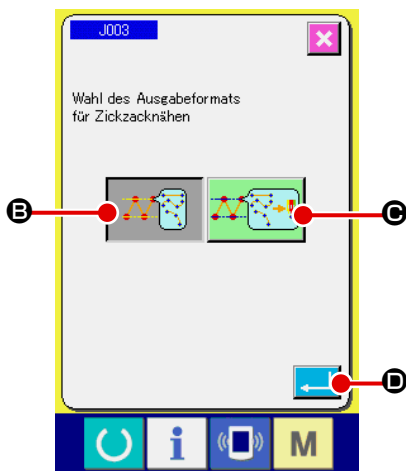 J003
Wahl des Ausgabeformats
für Zickzacknähen
B
C
D
i
M